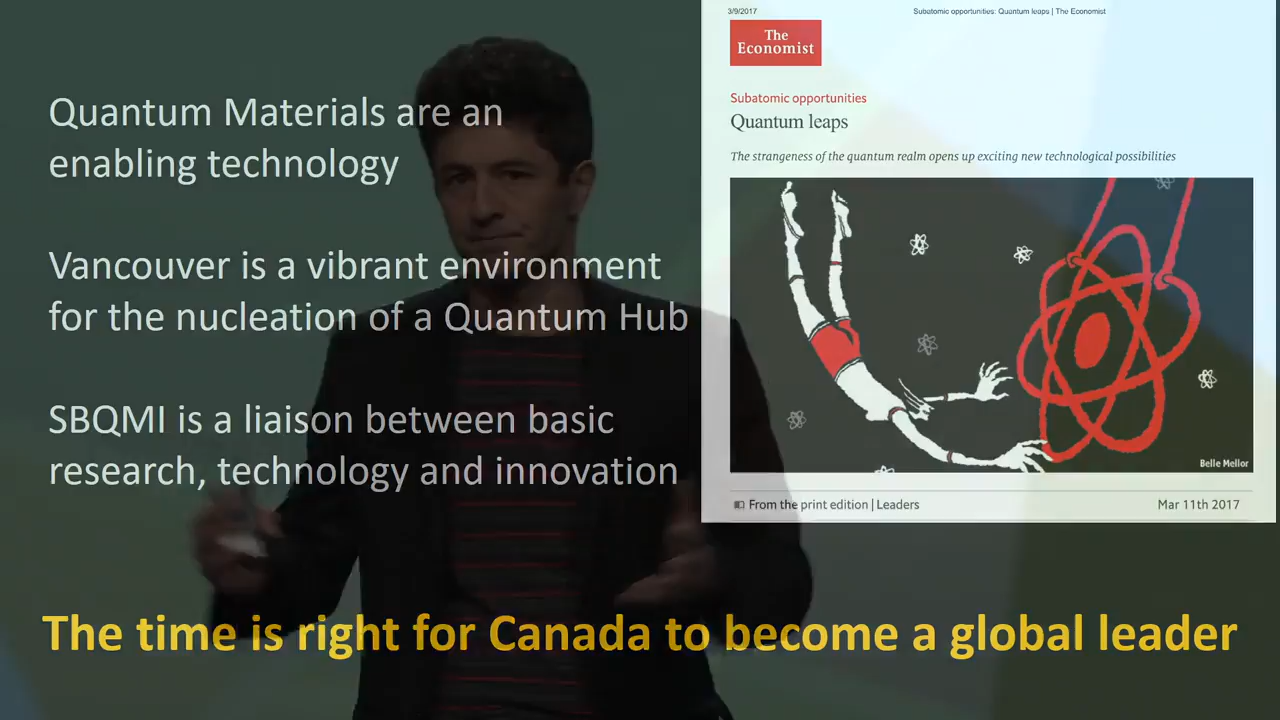 Quantum Materials are an
enabling technology
Vancouver is a vibrant environment
for the nucleation of a Quantum Hub
SBQMI is a liaison between basic
research, technology and innovation
The time is right for Canada to become a global leader
3/9/2017
Subatomic opportunities: Quantum leaps | The Economist
The
Economist
Subatomic opportunities
Quantum leaps
The strangeness of the quantum realm opens up exciting new technological possibilities
Belle Mellor
From the print edition | Leaders
Mar 11th 2017